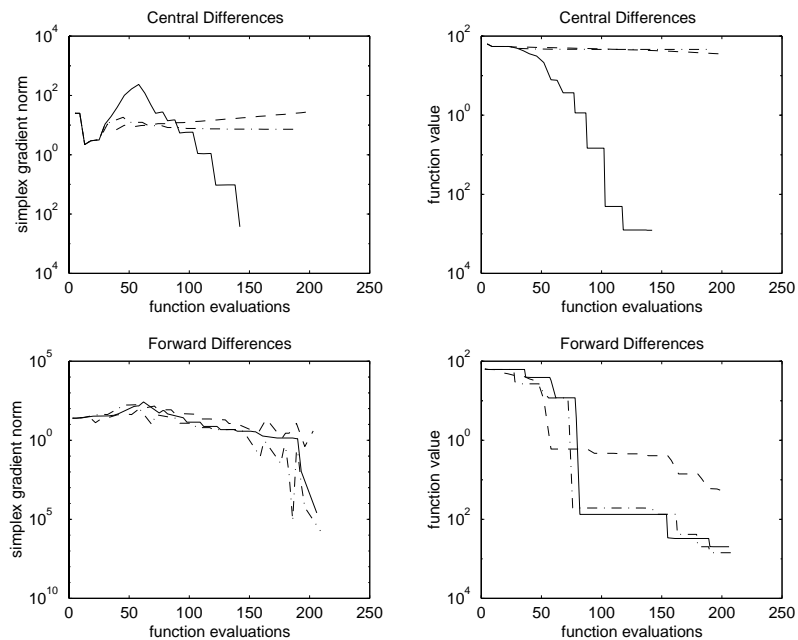 Central Differences
10^4
10^2
10^0
10^2
10^4
simplex gradient norm
0 50 100 150 200 250
function evaluations
Central Differences
10^2
10^0
10^2
10^4
function value
0 50 100 150 200 250
function evaluations
Forward Differences
10^5
10^0
10^5
10^10
simplex gradient norm
0 50 100 150 200 250
function evaluations
Forward Differences
10^2
10^0
10^2
10^4
function value
0 50 100 150 200 250
function evaluations